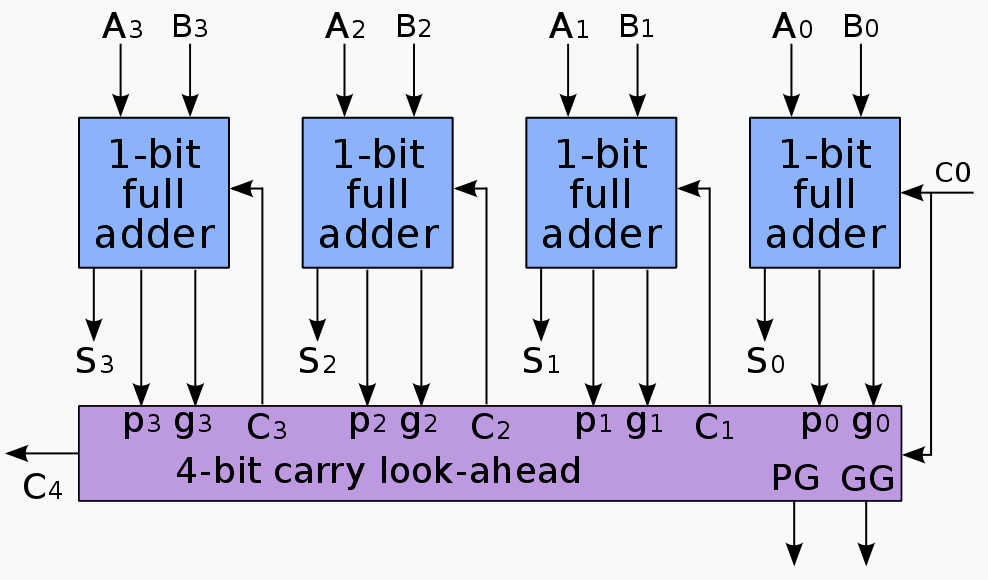 A3 B3 A2 B2 A1 B1 A0 B0
1-bit full adder
1-bit full adder
1-bit full adder
1-bit full adder
C0
S3 S2 S1 S0
p3 g3 C3 p2 g2 C2 p1 g1 C1 p0 g0
4-bit carry look-ahead
PG GG
C4